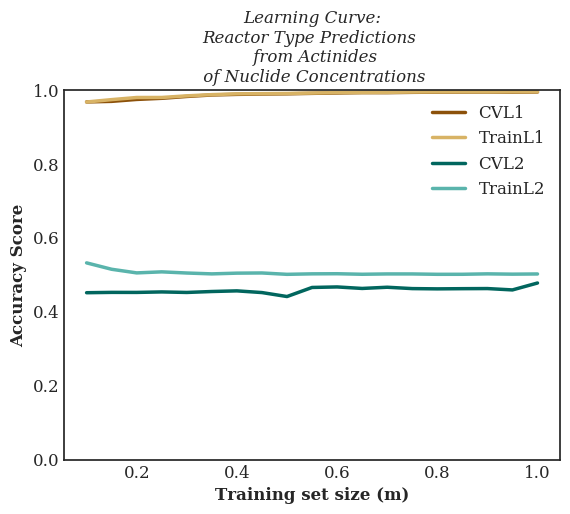 Learning Curve:
Reactor Type Predictions
from Actinides
of Nuclide Concentrations
1.0
0.8
0.6
0.4
0.2
0.0
Accuracy Score
CVL1
TrainL1
CVL2
TrainL2
0.2 0.4 0.6 0.8 1.0
Training set size (m)